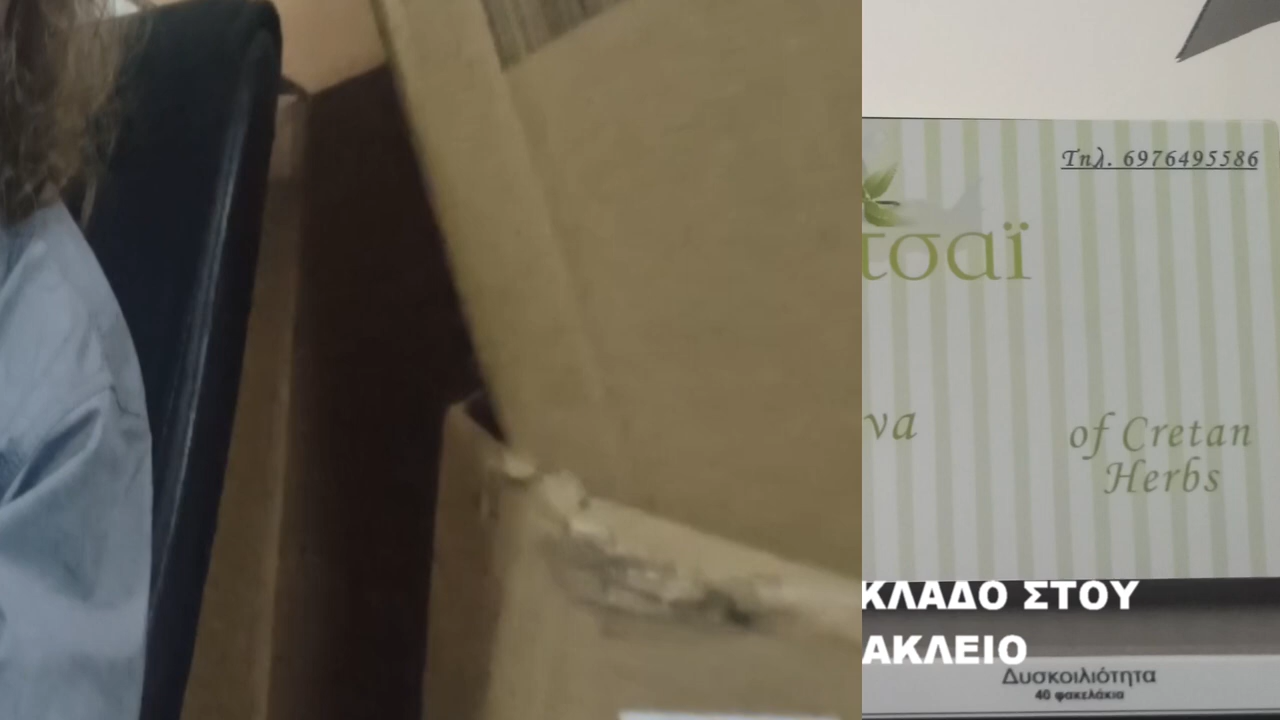 Τηλ. 6976495586
τσαϊ
να
of Cretan
Herbs
ΚΛΑΔΟ ΣΤΟΥ
ΑΚΛΕΙΟ
Δυσκοιλιότητα
40 φακελάκια